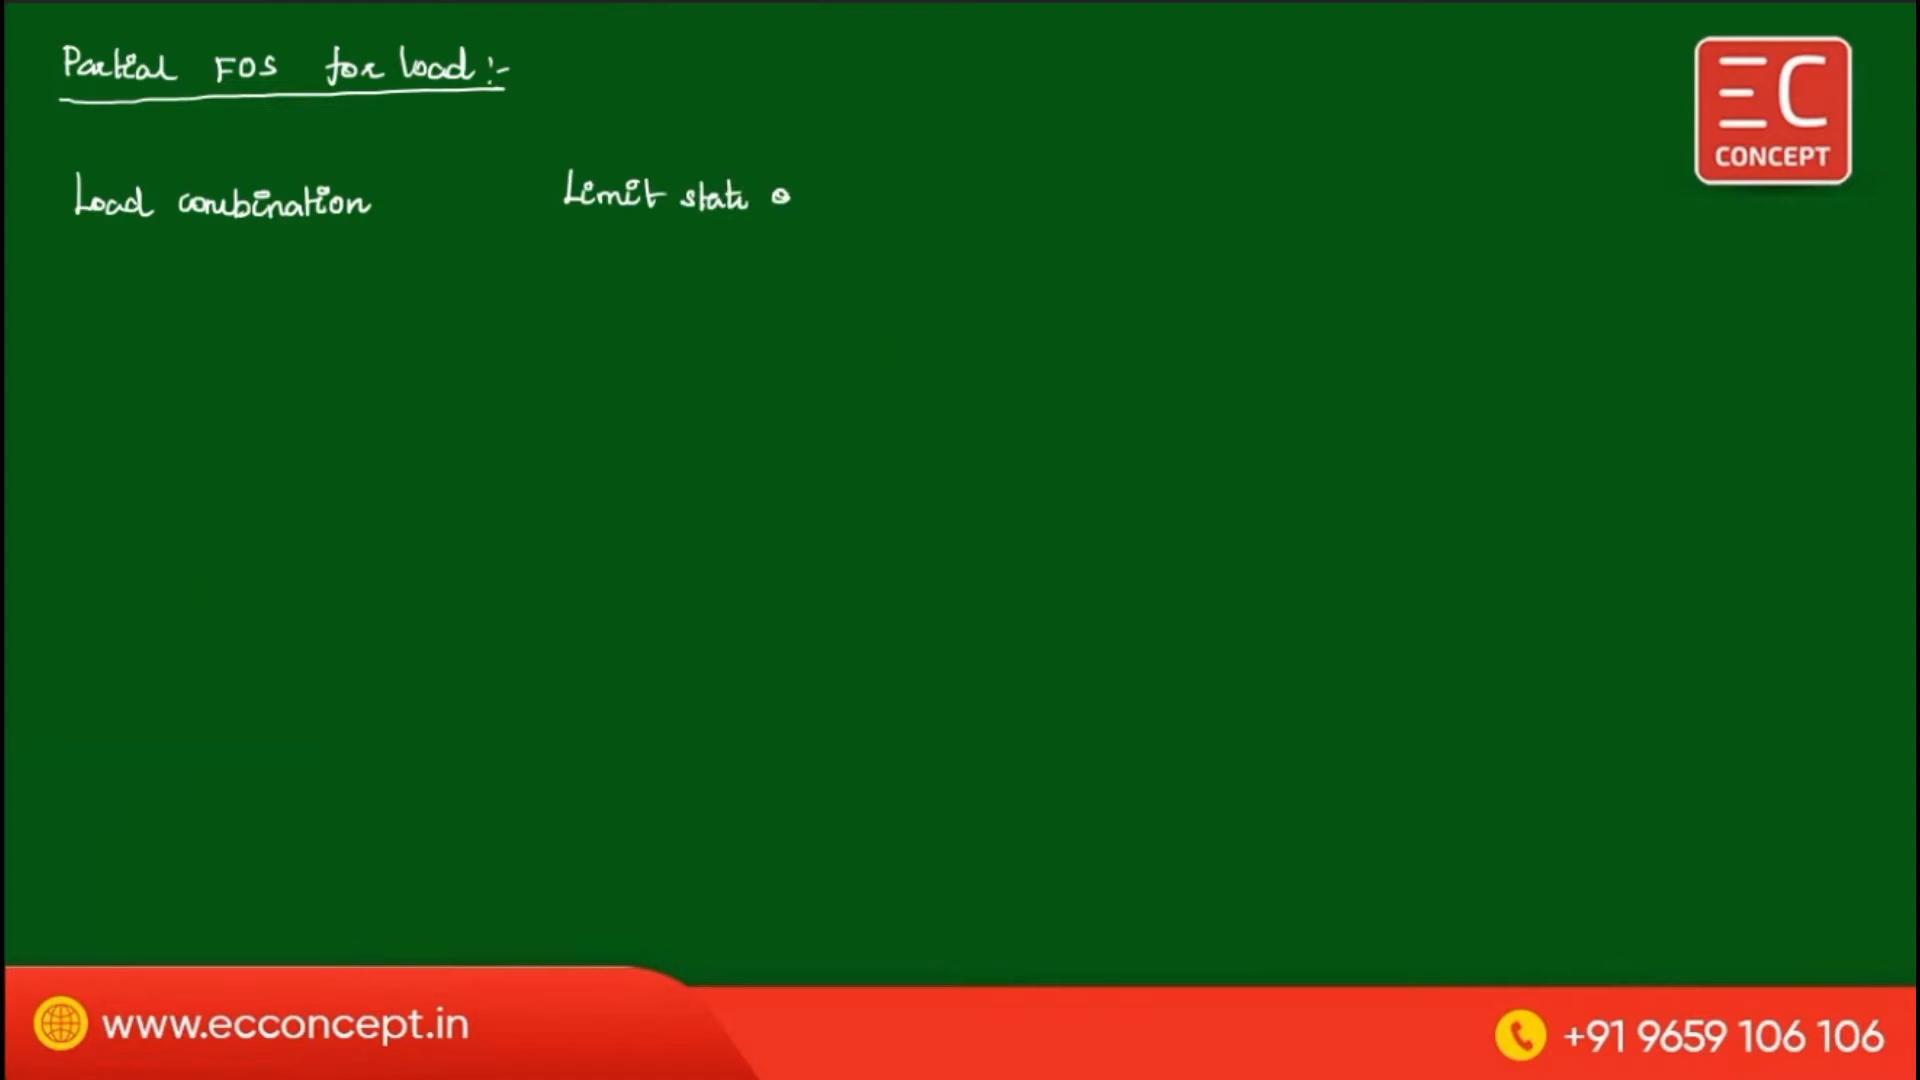 Partial FOS for load :-
EC
CONCEPT
Load combination Limit state o
www.ecconcept.in
+91 9659 106 106